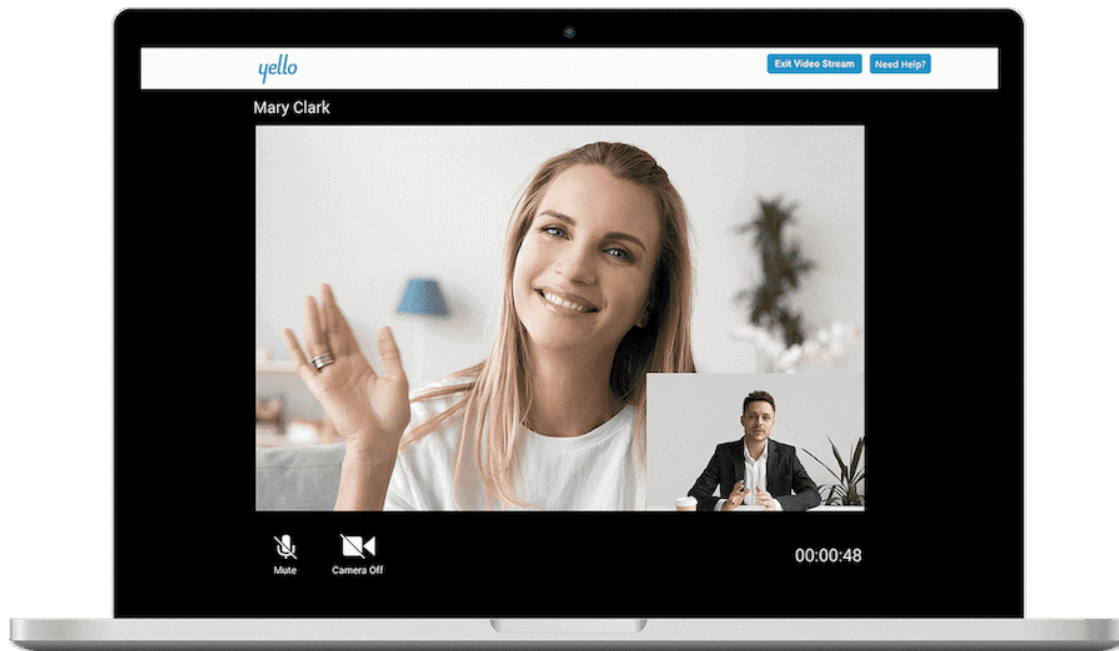 yello
Exit Video Stream
Need Help?
Mary Clark
Mute
Camera Off
00:00:48